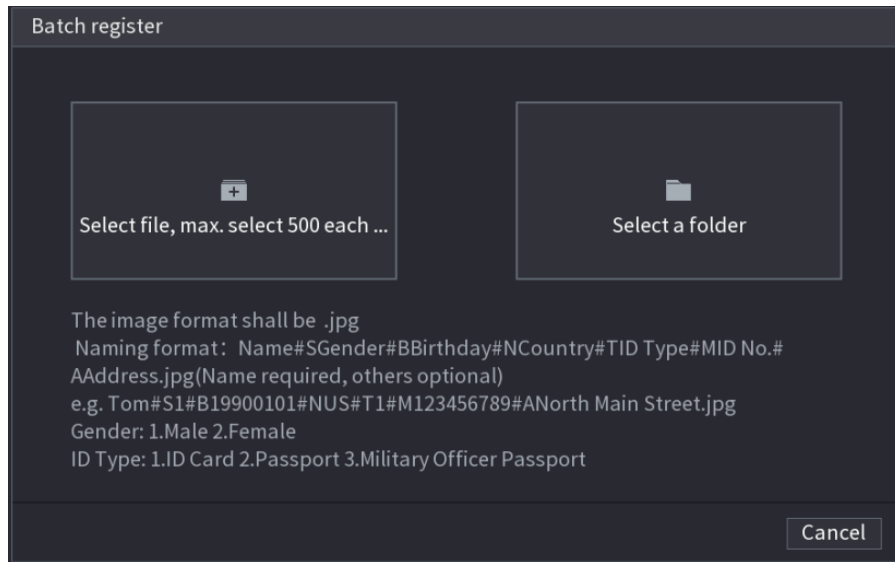 Batch register
Select file, max. select 500 each ...
Select a folder
The image format shall be .jpg
Naming format：Name#SGender#BBirthday#NCountry#TID Type#MID No.#
AAddress.jpg(Name required, others optional)
e.g. Tom#S1#B19900101#NUS#T1#M123456789#ANorth Main Street.jpg
Gender: 1.Male 2.Female
ID Type: 1.ID Card 2.Passport 3.Military Officer Passport
Cancel